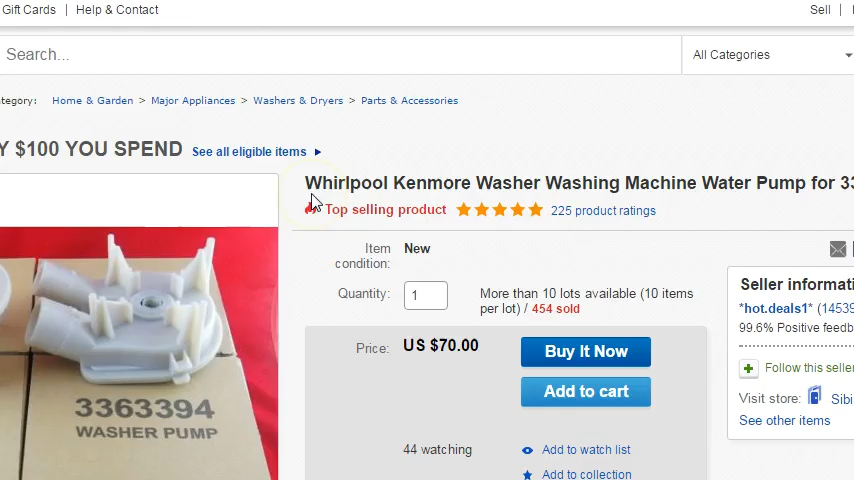 Gift Cards | Help & Contact
Sell |
Search...
All Categories
tegory: Home & Garden > Major Appliances > Washers & Dryers > Parts & Accessories
Y $100 YOU SPEND See all eligible items
Whirlpool Kenmore Washer Washing Machine Water Pump for 33
Top selling product 225 product ratings
Item condition: New
Quantity: 1 More than 10 lots available (10 items
per lot) / 454 sold
Price: US $70.00
Buy It Now
Add to cart
44 watching Add to watch list
Add to collection
Seller informati
*hot.deals1* (14539
99.6% Positive feedb
Follow this seller
Visit store: Sibi
See other items
3363394
WASHER PUMP